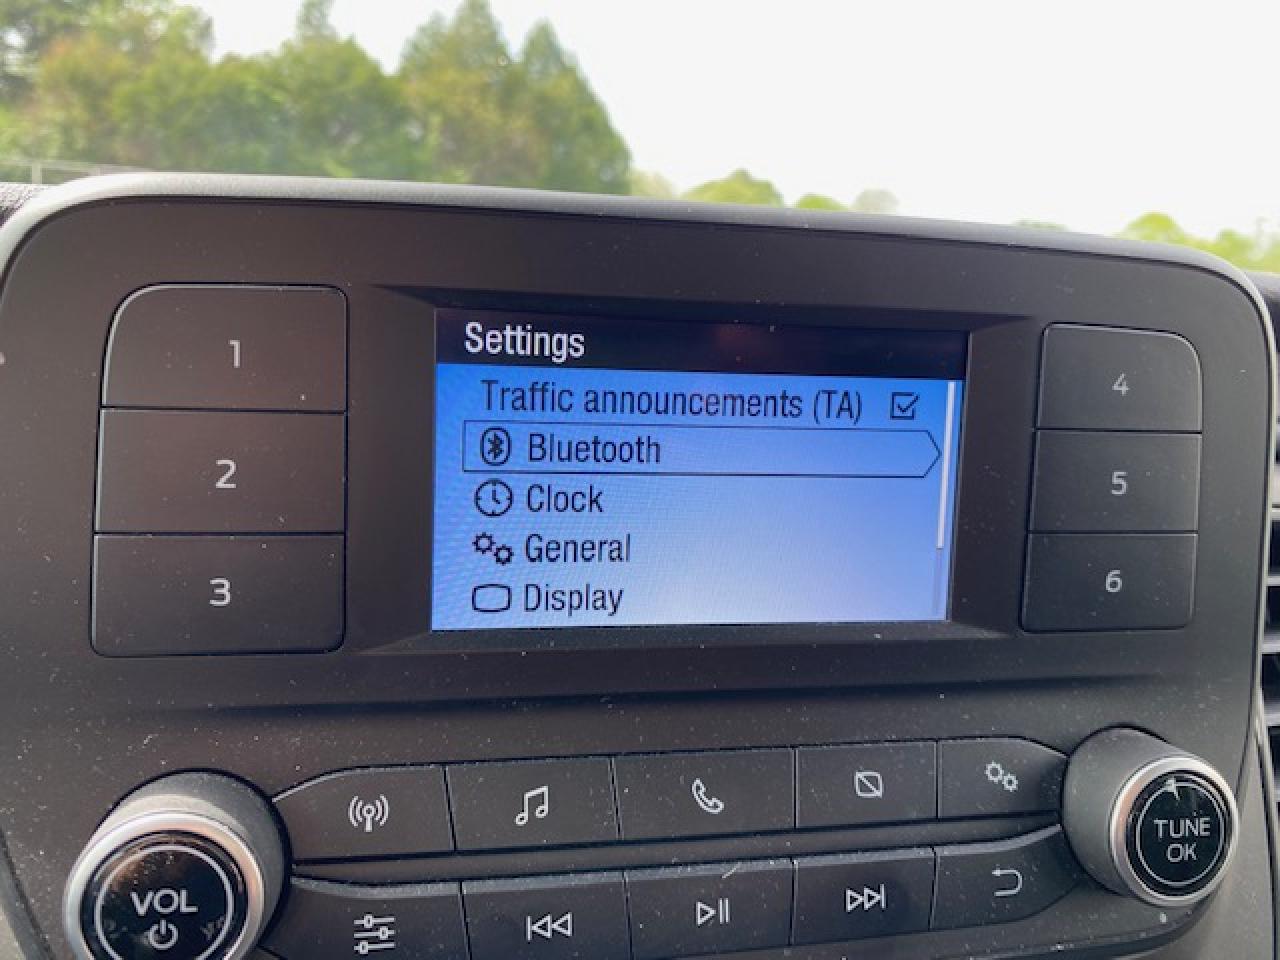 Settings
Traffic announcements (TA)
Bluetooth
Clock
General
Display
1
2
3
4
5
6
VOL
TUNE
OK